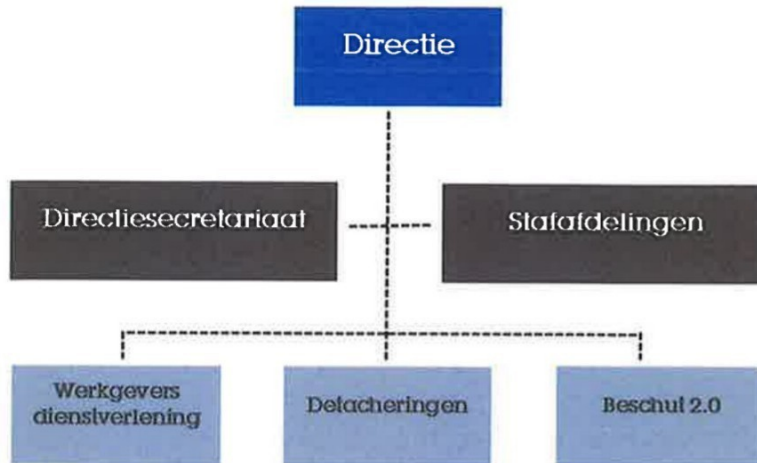 Directie
Directiesecretariaat
Stafafdelingen
Werkgevers
dienstverlening
Detacheringen
Beschut 2.0